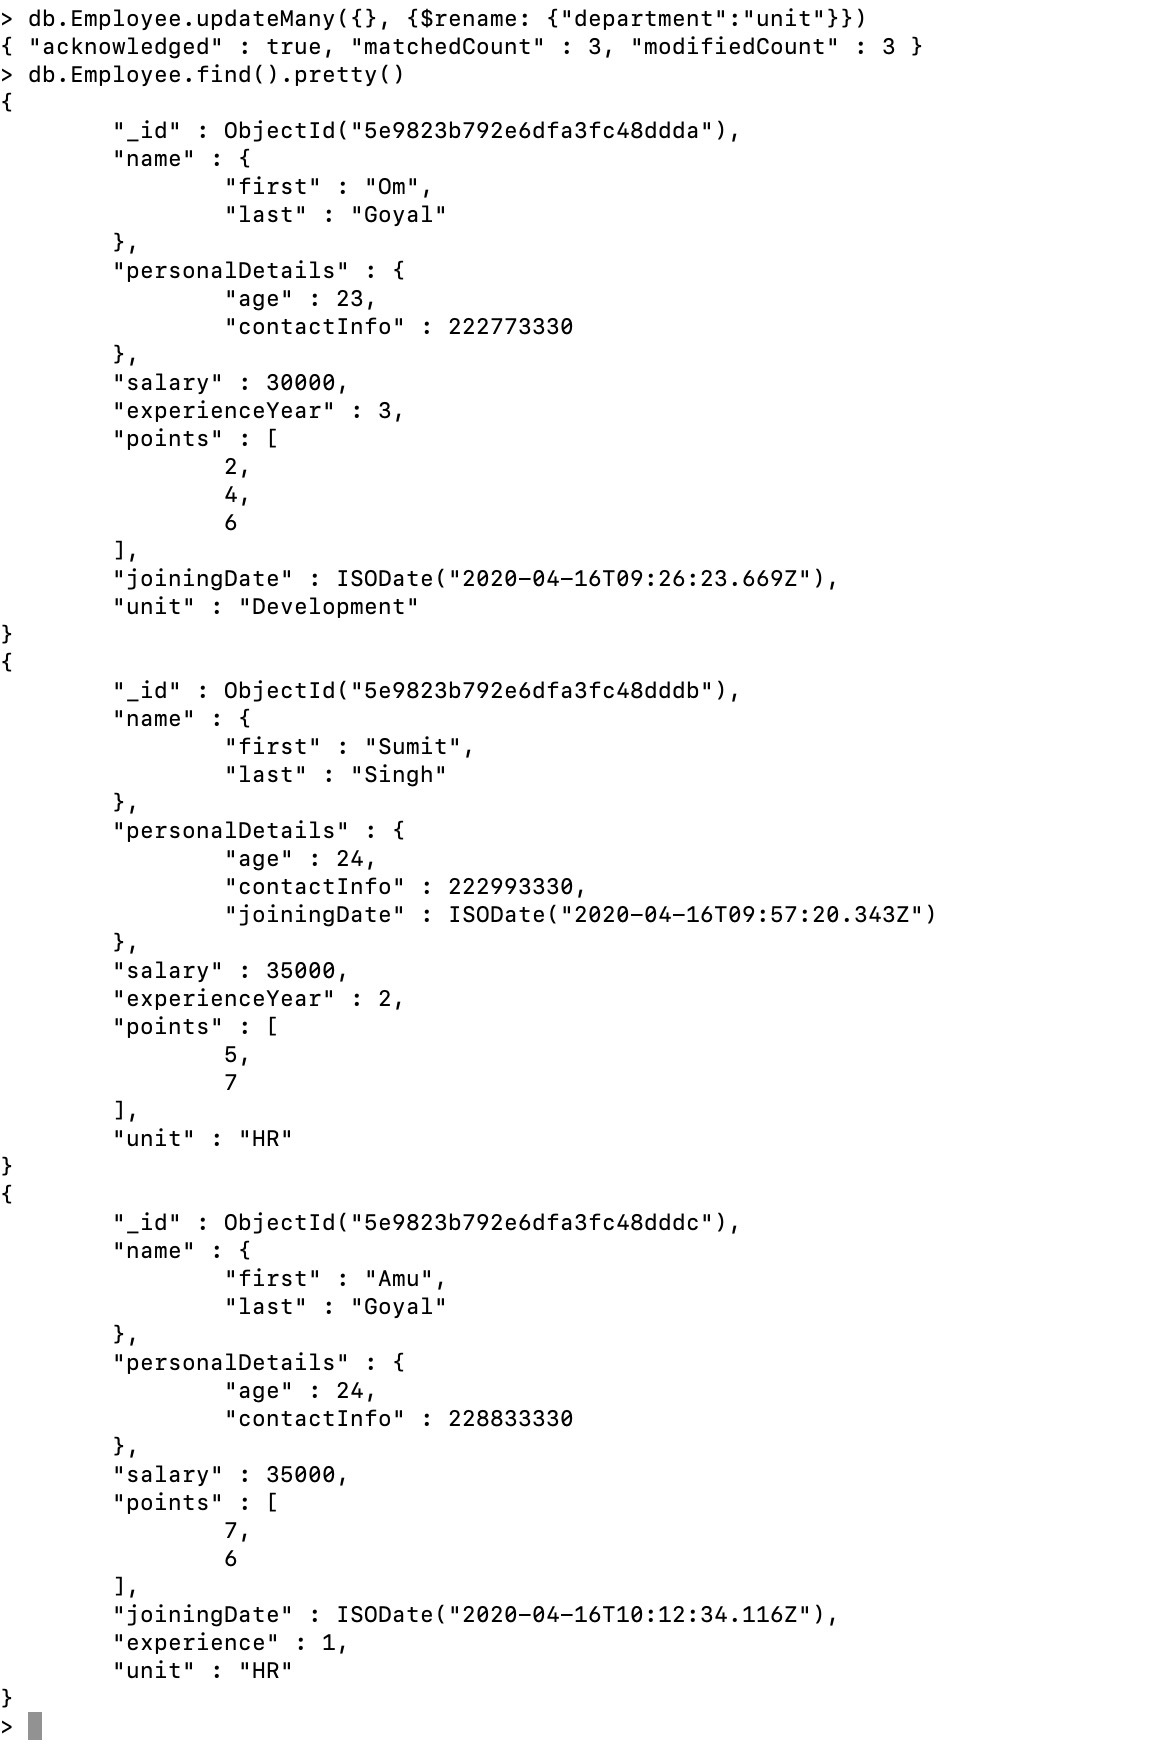 > db.Employee.updateMany({}, {$rename: {"department":"unit"}})
{ "acknowledged" : true, "matchedCount" : 3, "modifiedCount" : 3 }
> db.Employee.find().pretty()
{
        "_id" : ObjectId("5e9823b792e6dfa3fc48ddda"),
        "name" : {
                "first" : "Om",
                "last" : "Goyal"
        },
        "personalDetails" : {
                "age" : 23,
                "contactInfo" : 222773330
        },
        "salary" : 30000,
        "experienceYear" : 3,
        "points" : [
                2,
                4,
                6
        ],
        "joiningDate" : ISODate("2020-04-16T09:26:23.669Z"),
        "unit" : "Development"
}
{
        "_id" : ObjectId("5e9823b792e6dfa3fc48dddb"),
        "name" : {
                "first" : "Sumit",
                "last" : "Singh"
        },
        "personalDetails" : {
                "age" : 24,
                "contactInfo" : 222993330,
                "joiningDate" : ISODate("2020-04-16T09:57:20.343Z")
        },
        "salary" : 35000,
        "experienceYear" : 2,
        "points" : [
                5,
                7
        ],
        "unit" : "HR"
}
{
        "_id" : ObjectId("5e9823b792e6dfa3fc48dddc"),
        "name" : {
                "first" : "Amu",
                "last" : "Goyal"
        },
        "personalDetails" : {
                "age" : 24,
                "contactInfo" : 228833330
        },
        "salary" : 35000,
        "points" : [
                7,
                6
        ],
        "joiningDate" : ISODate("2020-04-16T10:12:34.116Z"),
        "experience" : 1,
        "unit" : "HR"
}
>